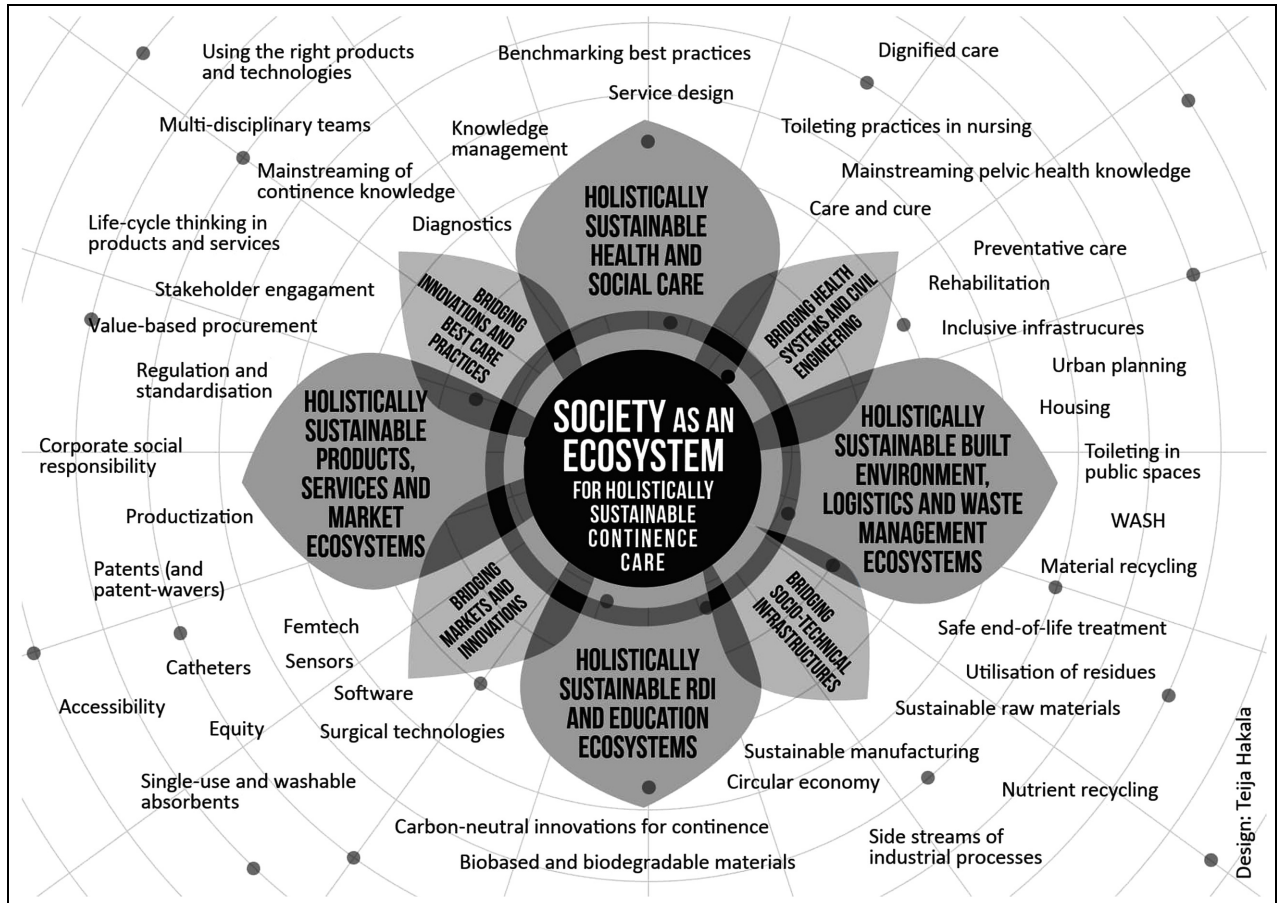 Using the right products
and technologies
Benchmarking best practices
Dignified care
Service design
Multi-disciplinary teams
Knowledge
management
Toileting practices in nursing
Mainstreaming of
continence knowledge
Mainstreaming pelvic health knowledge
Life-cycle thinking in
products and services
Diagnostics
Care and cure
Preventative care
Stakeholder engagament
Rehabilitation
Value-based procurement
Inclusive infrastrucures
Regulation and
standardisation
Urban planning
Housing
Corporate social
responsibility
Toileting in
public spaces
Productization
WASH
Patents (and
patent-wavers)
Material recycling
Femtech
Safe end-of-life treatment
Catheters
Sensors
Utilisation of residues
Software
Accessibility
Sustainable raw materials
Equity
Surgical technologies
Sustainable manufacturing
Single-use and washable
absorbents
Circular economy
Nutrient recycling
Carbon-neutral innovations for continence
Side streams of
industrial processes
Biobased and biodegradable materials
HOLISTICALLY
SUSTAINABLE
HEALTH AND
SOCIAL CARE
BRIDGING
INNOVATIONS AND
BEST CARE
PRACTICES
BRIDGING HEALTH
SYSTEMS AND CIVIL
ENGINEERING
HOLISTICALLY
SUSTAINABLE
PRODUCTS,
SERVICES AND
MARKET
ECOSYSTEMS
SOCIETY AS AN
ECOSYSTEM
FOR HOLISTICALLY
SUSTAINABLE
CONTINENCE
CARE
HOLISTICALLY
SUSTAINABLE BUILT
ENVIRONMENT,
LOGISTICS AND WASTE
MANAGEMENT
ECOSYSTEMS
BRIDGING
MARKETS AND
INNOVATIONS
BRIDGING
SOCIO-TECHNICAL
INFRASTRUCTURES
HOLISTICALLY
SUSTAINABLE RDI
AND EDUCATION
ECOSYSTEMS
Design: Teija Hakala